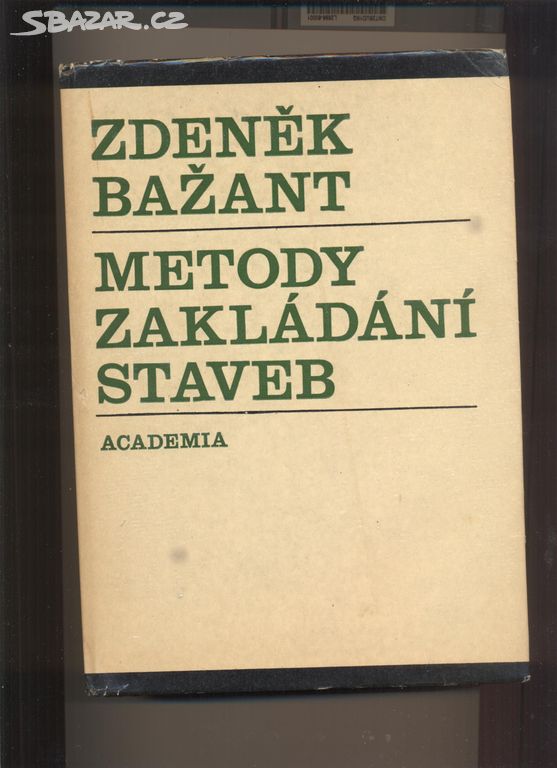 SBAZAR.CZ
ZDENĚK
BAŽANT
METODY
ZAKLÁDÁNÍ
STAVEB
ACADEMIA